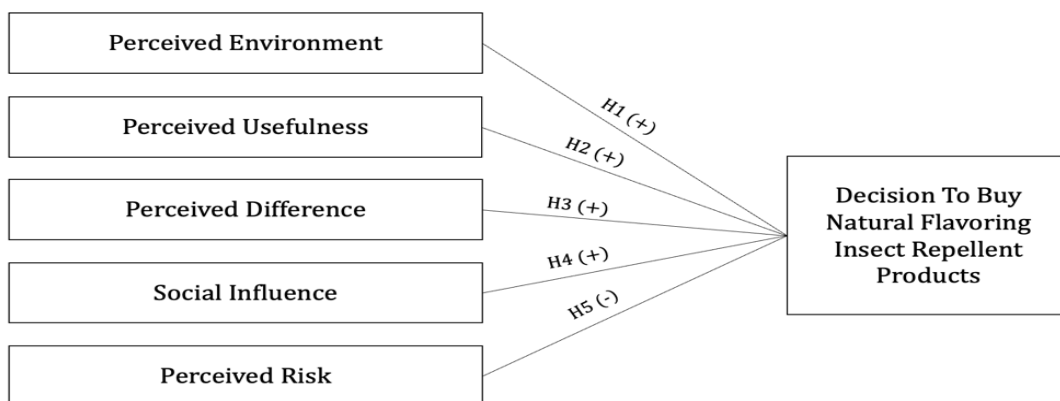 Perceived Environment
H1 (+)
Perceived Usefulness
H2 (+)
Perceived Difference
H3 (+)
Social Influence
H4 (+)
Perceived Risk
H5 (-)
Decision To Buy
Natural Flavoring
Insect Repellent
Products